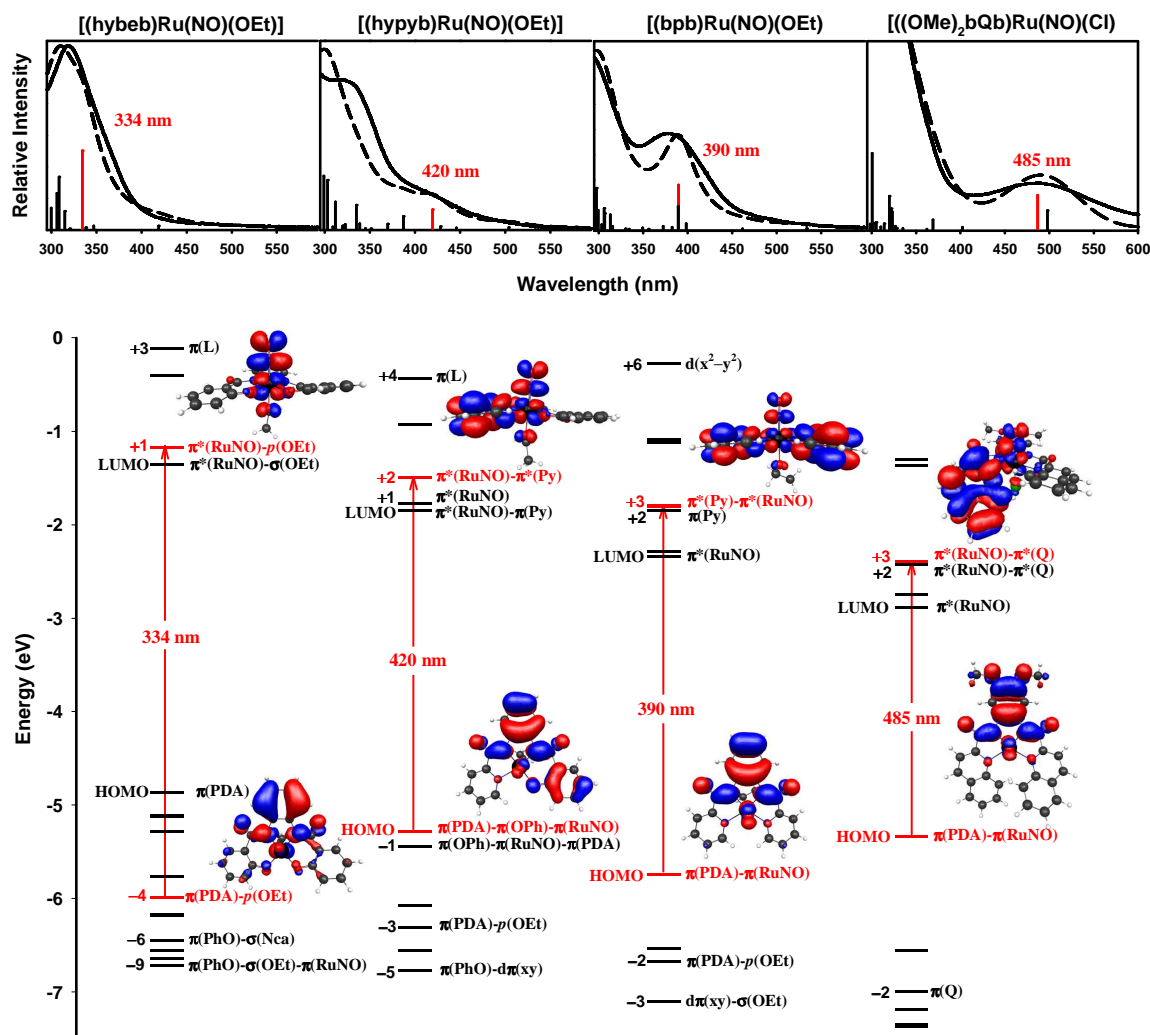 [(hybeb)Ru(NO)(OEt)]
[(hypyb)Ru(NO)(OEt)]
[(bpb)Ru(NO)(OEt)
[((OMe)₂bQb)Ru(NO)(Cl)
Relative Intensity
334 nm
420 nm
390 nm
485 nm
300 350 400 450 500 550
300 350 400 450 500 550
300 350 400 450 500 550
300 400 500 600
Wavelength (nm)
Energy (eV)
0
-1
-2
-3
-4
-5
-6
-7
+3 π(L)
+1 π*(RuNO)-p(OEt)
LUMO π*(RuNO)-σ(OEt)
334 nm
HOMO π(PDA)
−4 π(PDA)-p(OEt)
−6 π(PhO)-σ(Nca)
−9 π(PhO)-σ(OEt)-π(RuNO)
+4 π(L)
+2 π*(RuNO)-π*(Py)
+1 π*(RuNO)
LUMO π*(RuNO)-π(Py)
420 nm
HOMO π(PDA)-π(OPh)-π(RuNO)
−1 π(OPh)-π(RuNO)-π(PDA)
−3 π(PDA)-p(OEt)
−5 π(PhO)-dπ(xy)
+6 d(x²−y²)
+3 π*(Py)-π*(RuNO)
+2 π(Py)
LUMO π*(RuNO)
390 nm
HOMO π(PDA)-π(RuNO)
−2 π(PDA)-p(OEt)
−3 dπ(xy)-σ(OEt)
+3 π*(RuNO)-π*(Q)
+2 π*(RuNO)-π*(Q)
LUMO π*(RuNO)
485 nm
HOMO π(PDA)-π(RuNO)
−2 π(Q)